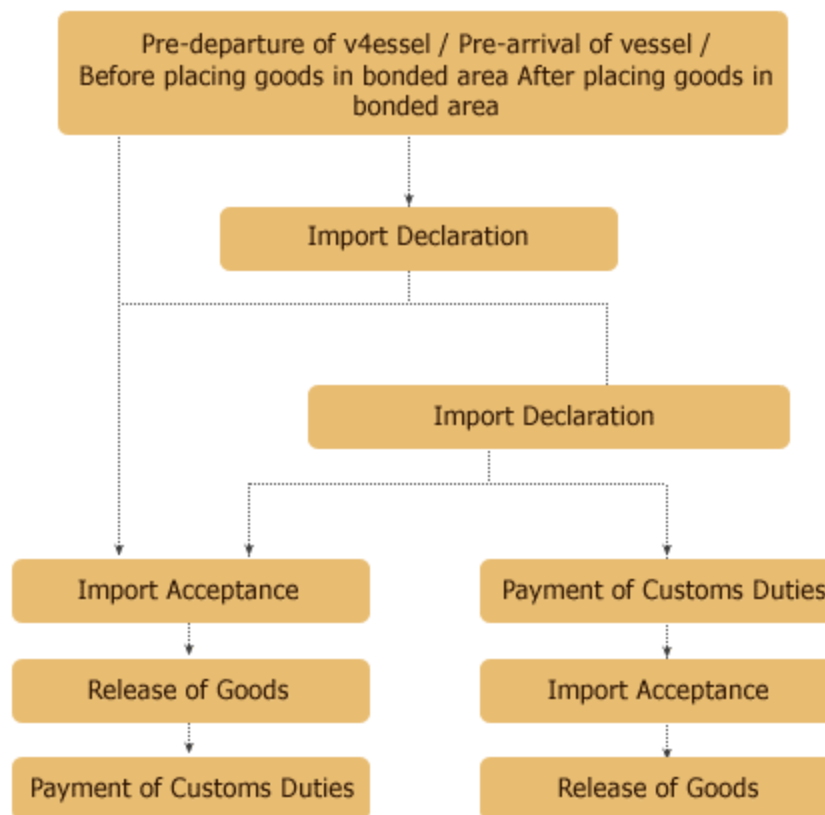 Pre-departure of v4essel / Pre-arrival of vessel /
Before placing goods in bonded area After placing goods in
bonded area
Import Declaration
Import Declaration
Import Acceptance
Payment of Customs Duties
Release of Goods
Import Acceptance
Payment of Customs Duties
Release of Goods